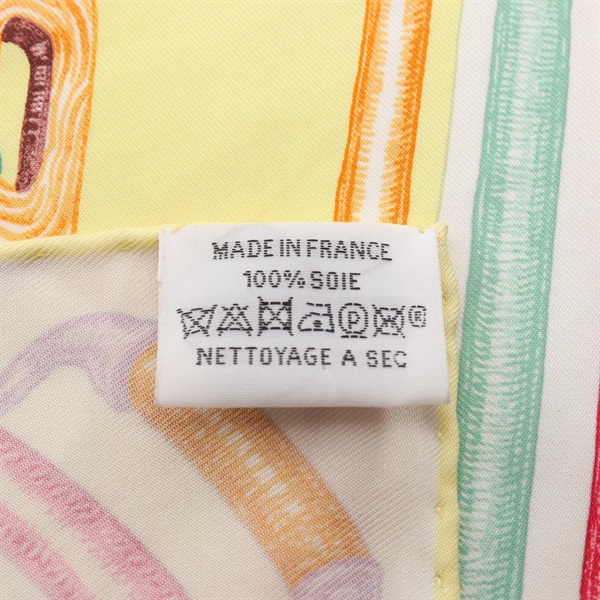 MADE IN FRANCE
100% SOIE
P ®
NETTOYAGE A SEC